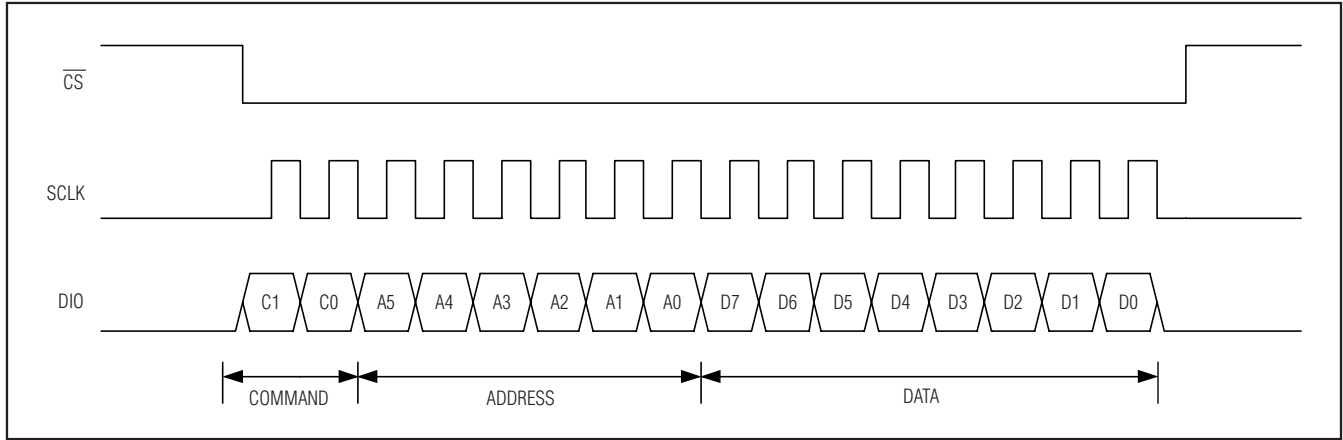 C̅S̅
SCLK
DIO C1 C0 A5 A4 A3 A2 A1 A0 D7 D6 D5 D4 D3 D2 D1 D0
COMMAND ADDRESS DATA